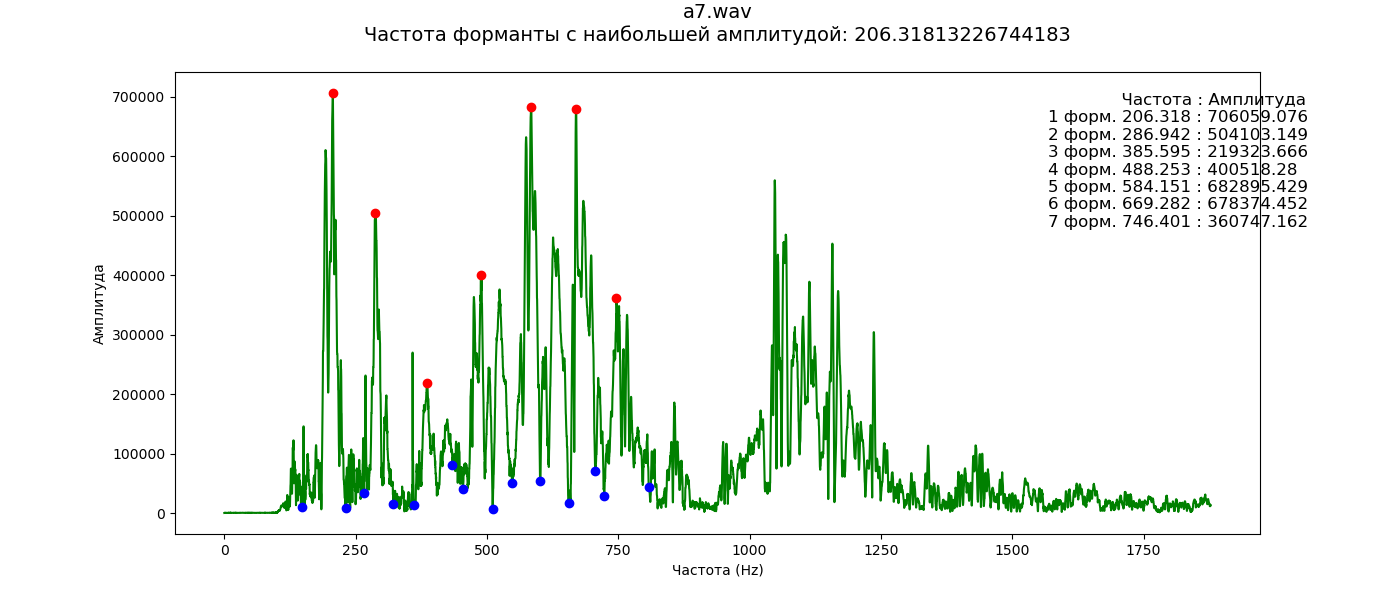 a7.wav
Частота форманты с наибольшей амплитудой: 206.31813226744183
Частота : Амплитуда
1 форм. 206.318 : 706059.076
2 форм. 286.942 : 504103.149
3 форм. 385.595 : 219323.666
4 форм. 488.253 : 400518.28
5 форм. 584.151 : 682895.429
6 форм. 669.282 : 678374.452
7 форм. 746.401 : 360747.162
700000
600000
500000
400000
300000
200000
100000
0
Амплитуда
0 250 500 750 1000 1250 1500 1750
Частота (Hz)